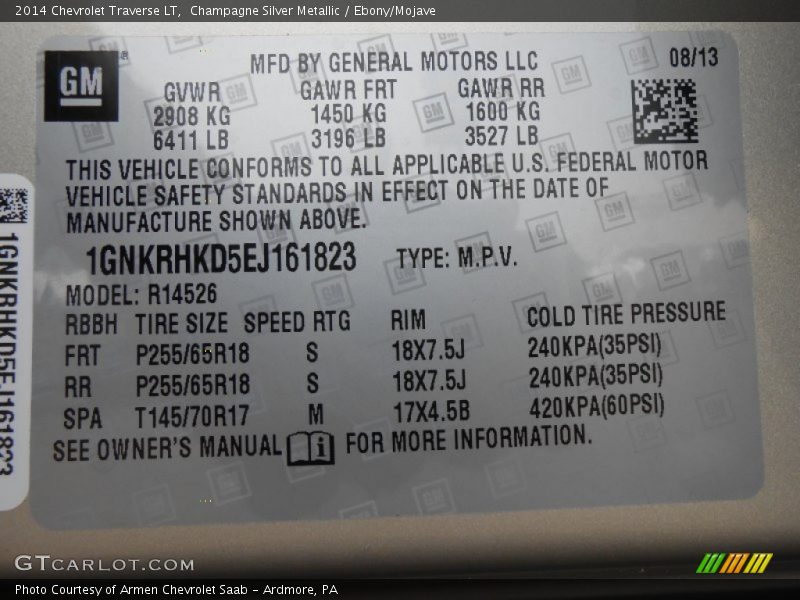 2014 Chevrolet Traverse LT, Champagne Silver Metallic / Ebony/Mojave
GM
MFD BY GENERAL MOTORS LLC 08/13
GVWR GAWR FRT GAWR RR
2908 KG 1450 KG 1600 KG
6411 LB 3196 LB 3527 LB
THIS VEHICLE CONFORMS TO ALL APPLICABLE U.S. FEDERAL MOTOR
VEHICLE SAFETY STANDARDS IN EFFECT ON THE DATE OF
MANUFACTURE SHOWN ABOVE.
1GNKRHKD5EJ161823 TYPE: M.P.V.
MODEL: R14526
RBBH TIRE SIZE SPEED RTG RIM COLD TIRE PRESSURE
FRT P255/65R18 S 18X7.5J 240KPA(35PSI)
RR P255/65R18 S 18X7.5J 240KPA(35PSI)
SPA T145/70R17 M 17X4.5B 420KPA(60PSI)
SEE OWNER'S MANUAL i FOR MORE INFORMATION.
1GNKRHKD5EJ161823
GTCARLOT.COM
Photo Courtesy of Armen Chevrolet Saab - Ardmore, PA